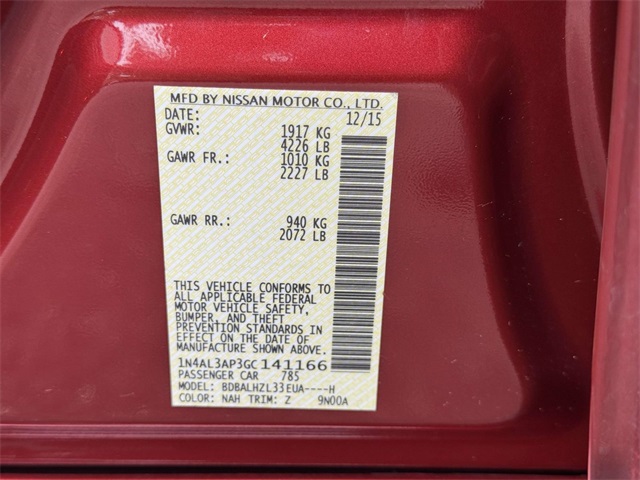 MFD BY NISSAN MOTOR CO., LTD.
DATE: 12/15
GVWR: 1917 KG
4226 LB
GAWR FR.: 1010 KG
2227 LB
GAWR RR.: 940 KG
2072 LB
THIS VEHICLE CONFORMS TO
ALL APPLICABLE FEDERAL
MOTOR VEHICLE SAFETY,
BUMPER, AND THEFT
PREVENTION STANDARDS IN
EFFECT ON THE DATE OF
MANUFACTURE SHOWN ABOVE.
1N4AL3AP3GC141166
PASSENGER CAR 785
MODEL: BDBALHZL33EUA----H
COLOR: NAH TRIM: Z 9N00A